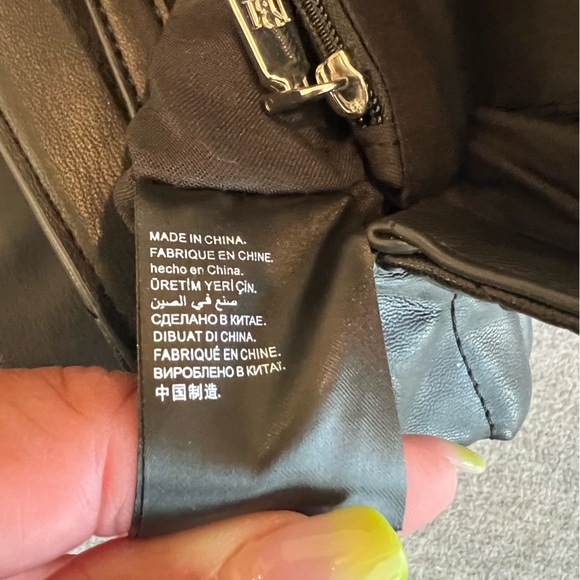 MADE IN CHINA.
FABRIQUE EN CHINE.
hecho en China.
ÜRETİM YERİ ÇİN.
صنع في الصين.
СДЕЛАНО В КИТАЕ.
DIBUAT DI CHINA.
FABRIQUÉ EN CHINE.
ВИРОБЛЕНО В КИТАЇ.
中国制造.